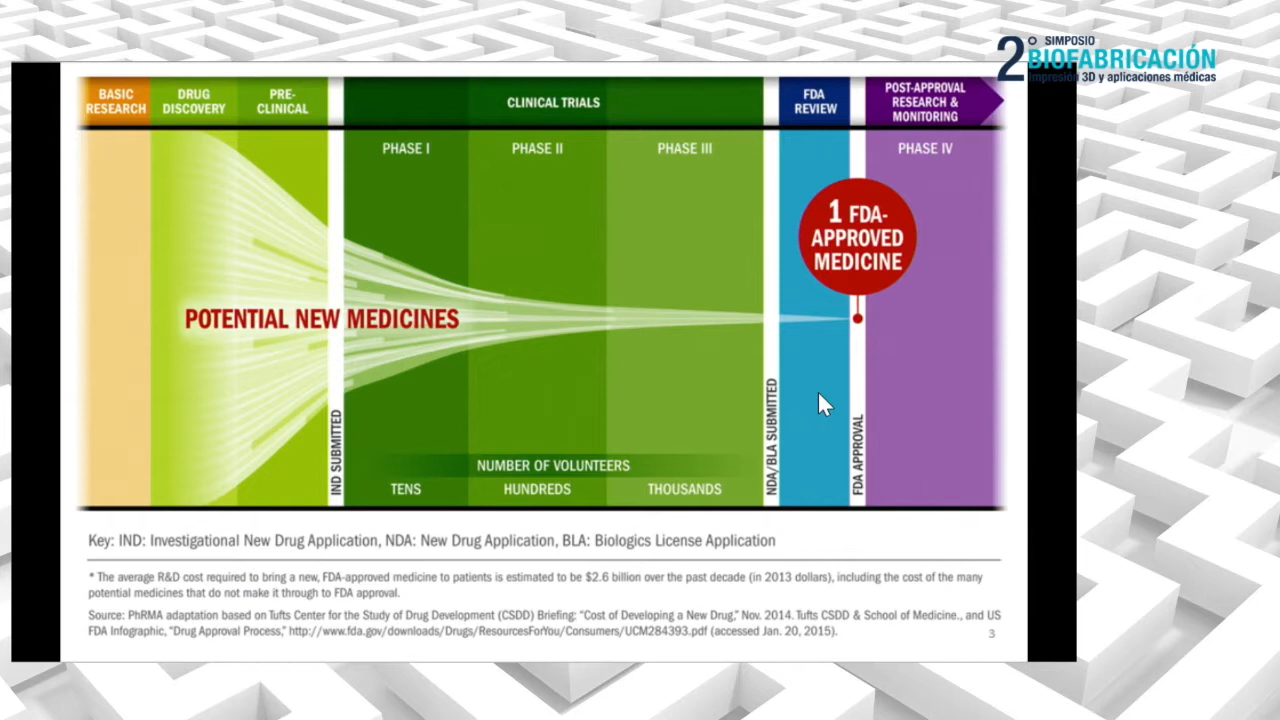 2° SIMPOSIO
BIOFABRICACIÓN
Impresión 3D y aplicaciones médicas
BASIC
RESEARCH
DRUG
DISCOVERY
PRE-
CLINICAL
CLINICAL TRIALS
FDA
REVIEW
POST-APPROVAL
RESEARCH &
MONITORING
PHASE I
PHASE II
PHASE III
PHASE IV
1 FDA-
APPROVED
MEDICINE
POTENTIAL NEW MEDICINES
IND SUBMITTED
NDA/BLA SUBMITTED
FDA APPROVAL
NUMBER OF VOLUNTEERS
TENS
HUNDREDS
THOUSANDS
Key: IND: Investigational New Drug Application, NDA: New Drug Application, BLA: Biologics License Application
* The average R&D cost required to bring a new, FDA-approved medicine to patients is estimated to be $2.6 billion over the past decade (in 2013 dollars), including the cost of the many
potential medicines that do not make it through to FDA approval.
Source: PhRMA adaptation based on Tufts Center for the Study of Drug Development (CSDD) Briefing: “Cost of Developing a New Drug,” Nov. 2014. Tufts CSDD & School of Medicine., and US
FDA Infographic, “Drug Approval Process,” http://www.fda.gov/downloads/Drugs/ResourcesForYou/Consumers/UCM284393.pdf (accessed Jan. 20, 2015).
3